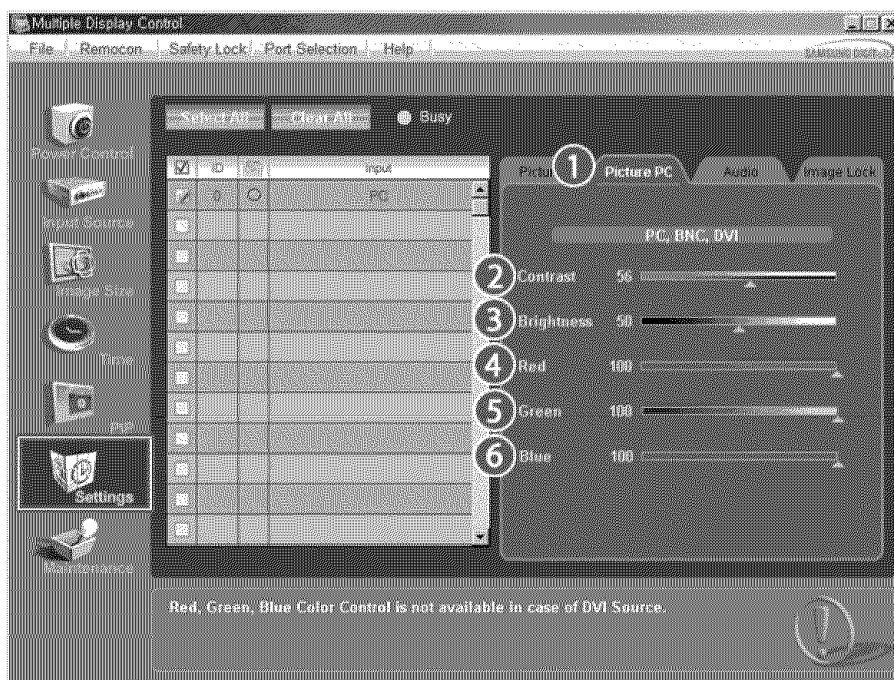 Multiple Display Control
File Remocon Safety Lock Port Selection Help
SAMSUNG
Select All Clear All Busy
Power Control
Input Source
Image Size
Time
PIP
Settings
Maintenance
ID Input
0 PC
1 Picture PC Audio Image Lock
PC, BNC, DVI
2 Contrast 56
3 Brightness 50
4 Red 100
5 Green 100
6 Blue 100
Red, Green, Blue Color Control is not available in case of DVI Source.